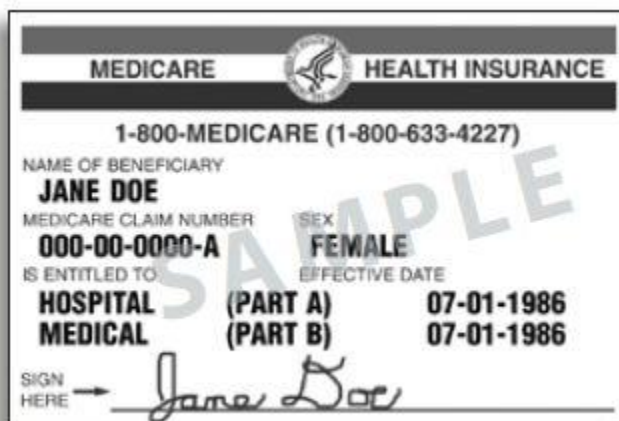 MEDICARE HEALTH INSURANCE
1-800-MEDICARE (1-800-633-4227)
NAME OF BENEFICIARY
JANE DOE
MEDICARE CLAIM NUMBER SEX
000-00-0000-A FEMALE
IS ENTITLED TO EFFECTIVE DATE
HOSPITAL (PART A) 07-01-1986
MEDICAL (PART B) 07-01-1986
SIGN
HERE Jane Doe
SAMPLE